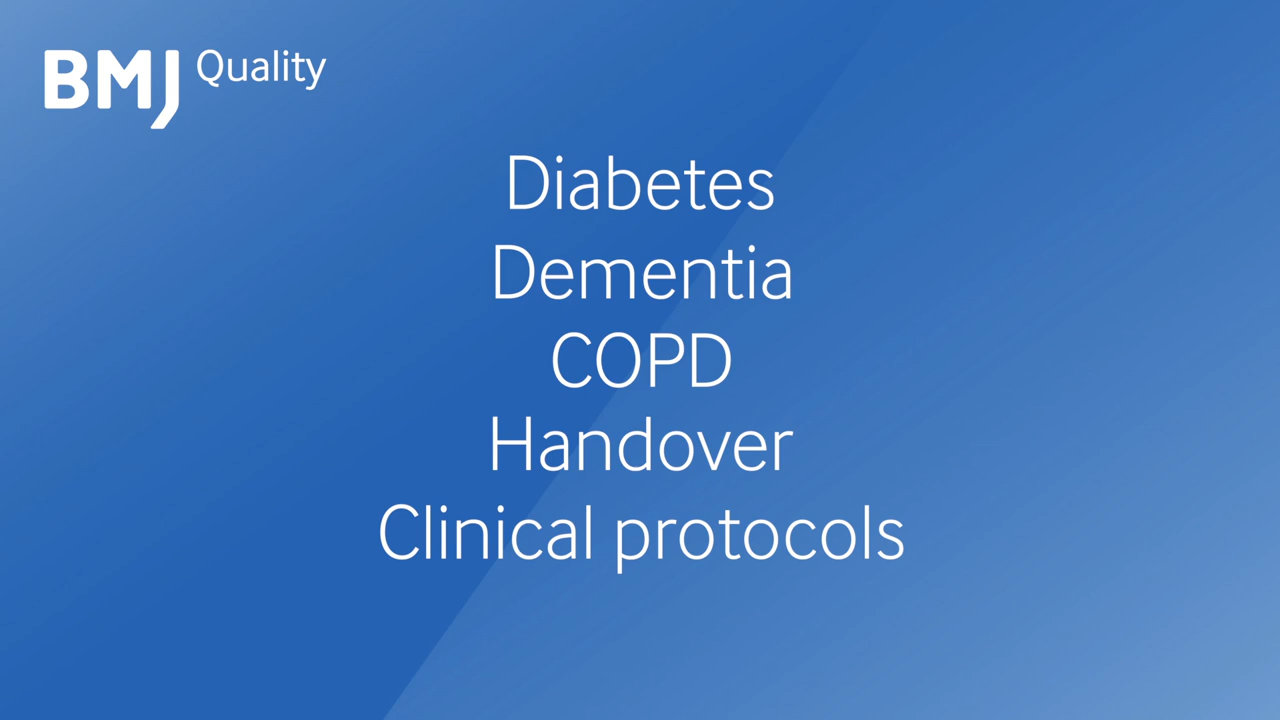 BMJ Quality
Diabetes
Dementia
COPD
Handover
Clinical protocols